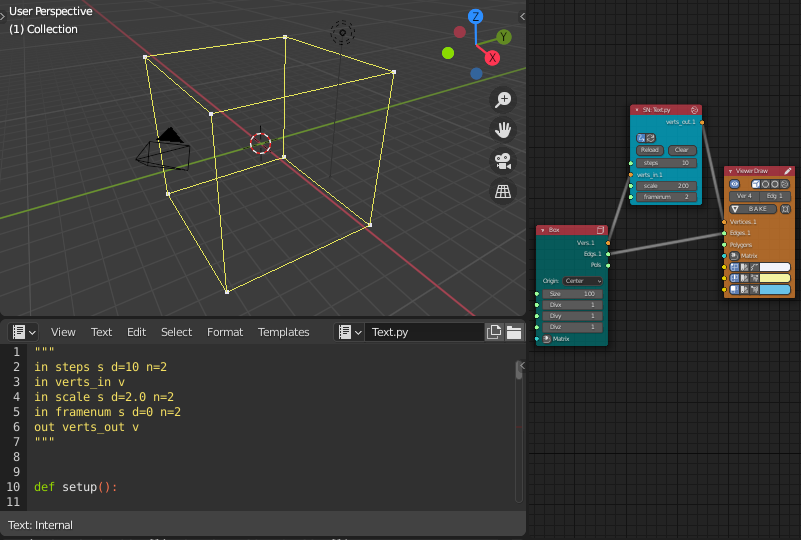 User Perspective
(1) Collection
Z
Y
X
View Text Edit Select Format Templates
Text.py
1 """
2 in steps s d=10 n=2
3 in verts_in v
4 in scale s d=2.0 n=2
5 in framenum s d=0 n=2
6 out verts_out v
7 """
8
9
10 def setup():
11
Text: Internal
SN: Text.py
verts_out.1
Reload Clear
steps 10
verts_in.1
scale 2.00
framenum 2
Viewer Draw
Ver 4 Edg 1
BAKE
Vertices.1
Edges.1
Polygons
Matrix
Box
Vers.1
Edgs.1
Pols
Origin: Center
Size 1.00
Divx 1
Divy 1
Divz 1
Matrix